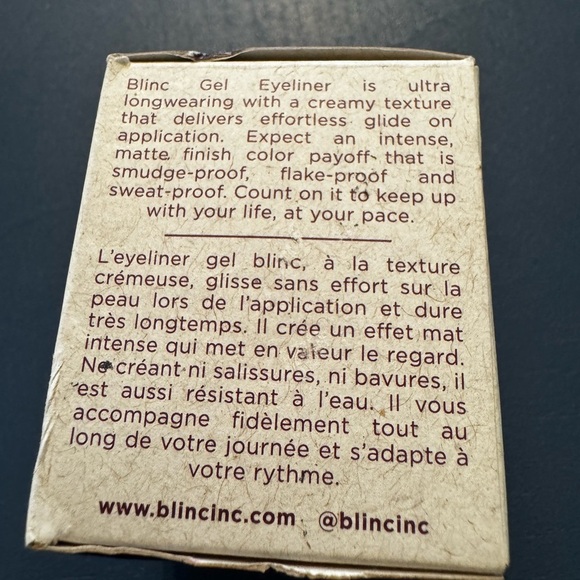 Blinc Gel Eyeliner is ultra
longwearing with a creamy texture
that delivers effortless glide on
application. Expect an intense,
matte finish color payoff that is
smudge-proof, flake-proof and
sweat-proof. Count on it to keep up
with your life, at your pace.
L'eyeliner gel blinc, à la texture
crémeuse, glisse sans effort sur la
peau lors de l'application et dure
très longtemps. Il crée un effet mat
intense qui met en valeur le regard.
Ne créant ni salissures, ni bavures, il
est aussi résistant à l'eau. Il vous
accompagne fidèlement tout au
long de votre journée et s'adapte à
votre rythme.
www.blincinc.com @blincinc